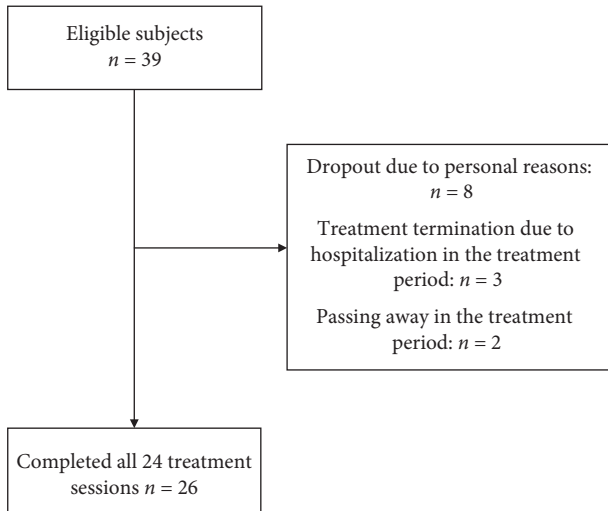 Eligible subjects
n = 39
Dropout due to personal reasons:
n = 8
Treatment termination due to
hospitalization in the treatment
period: n = 3
Passing away in the treatment
period: n = 2
Completed all 24 treatment
sessions n = 26